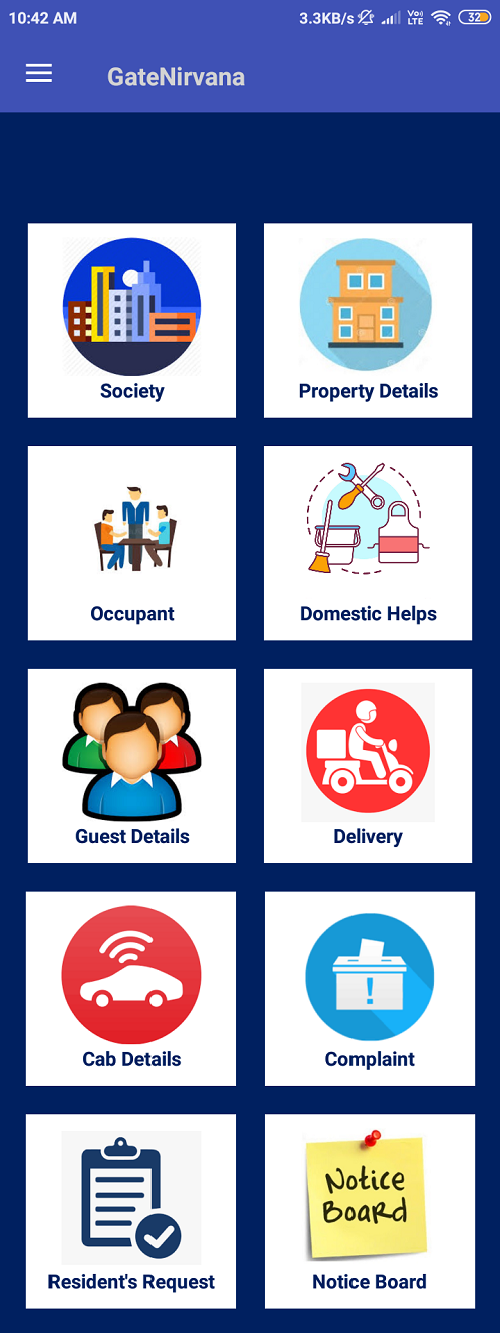 10:42 AM
3.3KB/s Vo) LTE 32
GateNirvana
Society
Property Details
Occupant
Domestic Helps
Guest Details
Delivery
Cab Details
Complaint
Notice
Board
Resident's Request
Notice Board